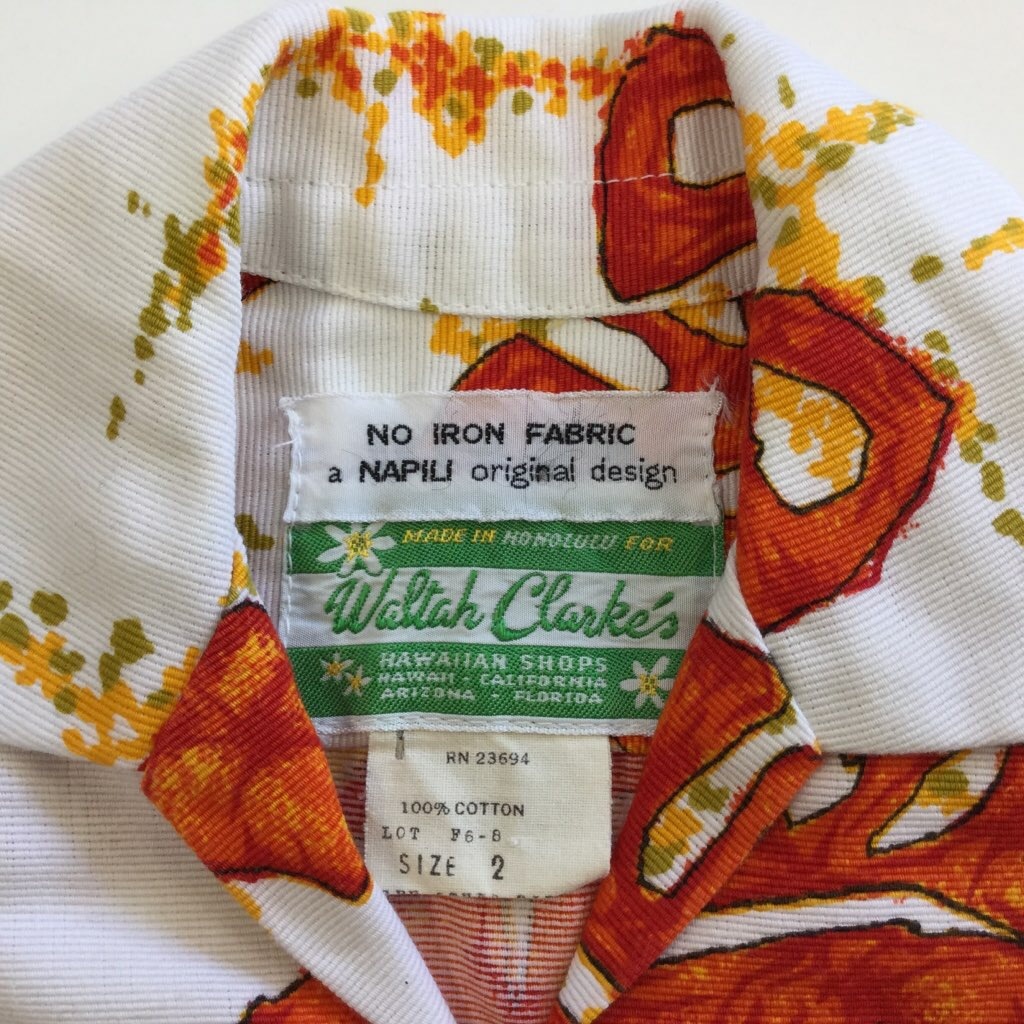 NO IRON FABRIC
a NAPILI original design
MADE IN HONOLULU FOR
Waltah Clarke's
HAWAIIAN SHOPS
HAWAII - CALIFORNIA
ARIZONA - FLORIDA
RN 23694
100% COTTON
LOT F6-8
SIZE 2